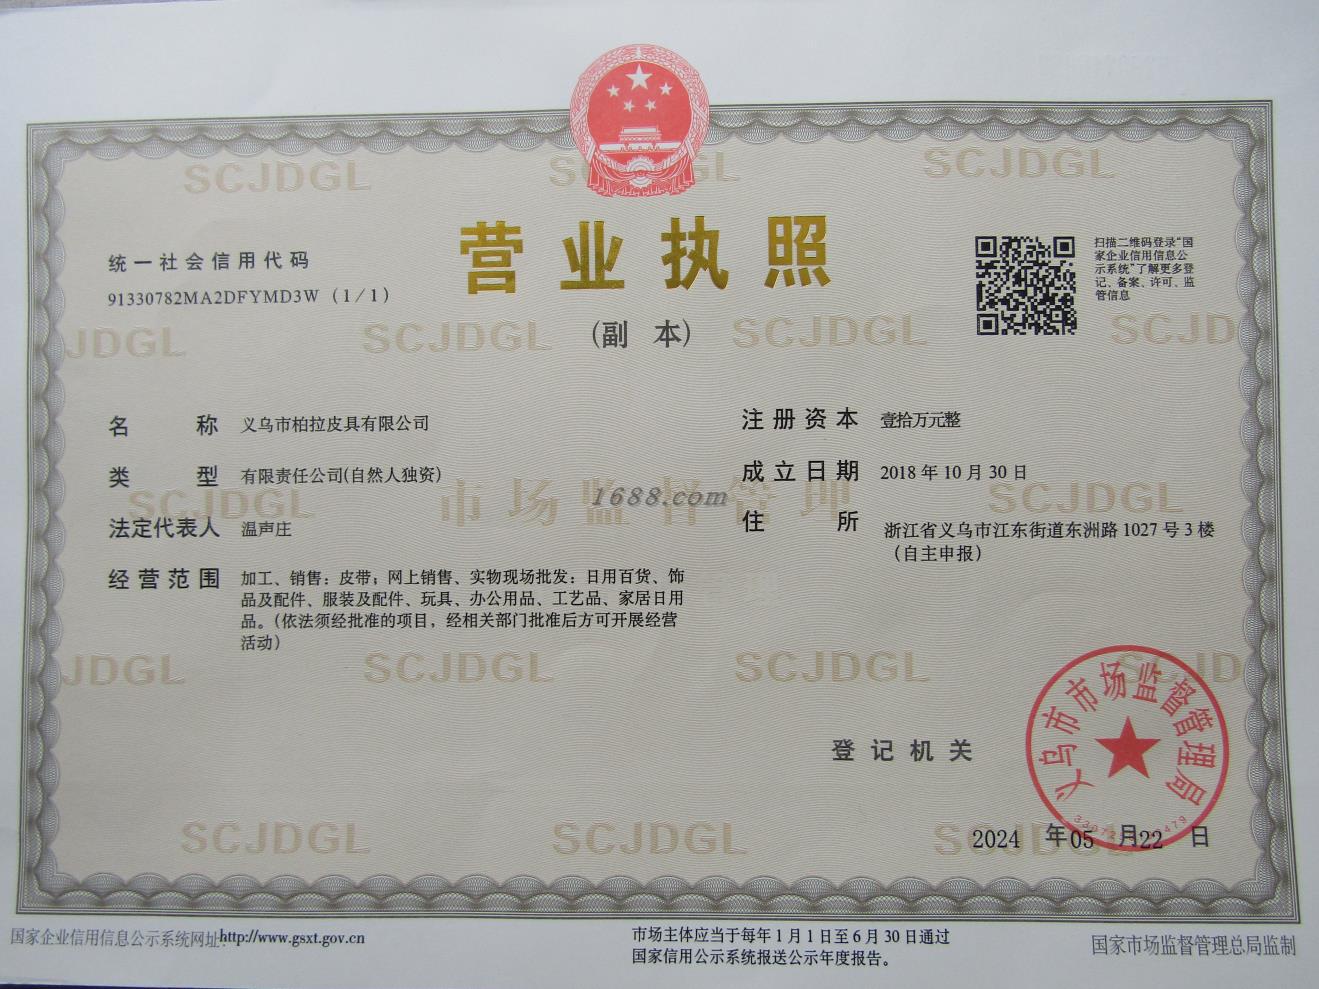 营业执照
(副 本)
统一社会信用代码
91330782MA2DFYMD3W (1/1)
扫描二维码登录“国
家企业信用信息公
示系统”了解更多登
记、备案、许可、监
管信息
名 称 义乌市柏拉皮具有限公司
类 型 有限责任公司(自然人独资)
法定代表人 温声庄
经营范围 加工、销售：皮带；网上销售、实物现场批发：日用百货、饰
品及配件、服装及配件、玩具、办公用品、工艺品、家居日用
品。(依法须经批准的项目，经相关部门批准后方可开展经营
活动)
注册资本 壹拾万元整
成立日期 2018 年 10 月 30 日
住 所 浙江省义乌市江东街道东洲路 1027 号 3 楼
（自主申报）
1688.com
市场监督管理
SCJDGL
登记机关
义乌市市场监督管理局
2024 年 05 月 22 日
国家企业信用信息公示系统网址：http://www.gsxt.gov.cn
市场主体应当于每年 1 月 1 日至 6 月 30 日通过
国家信用公示系统报送公示年度报告。
国家市场监督管理总局监制